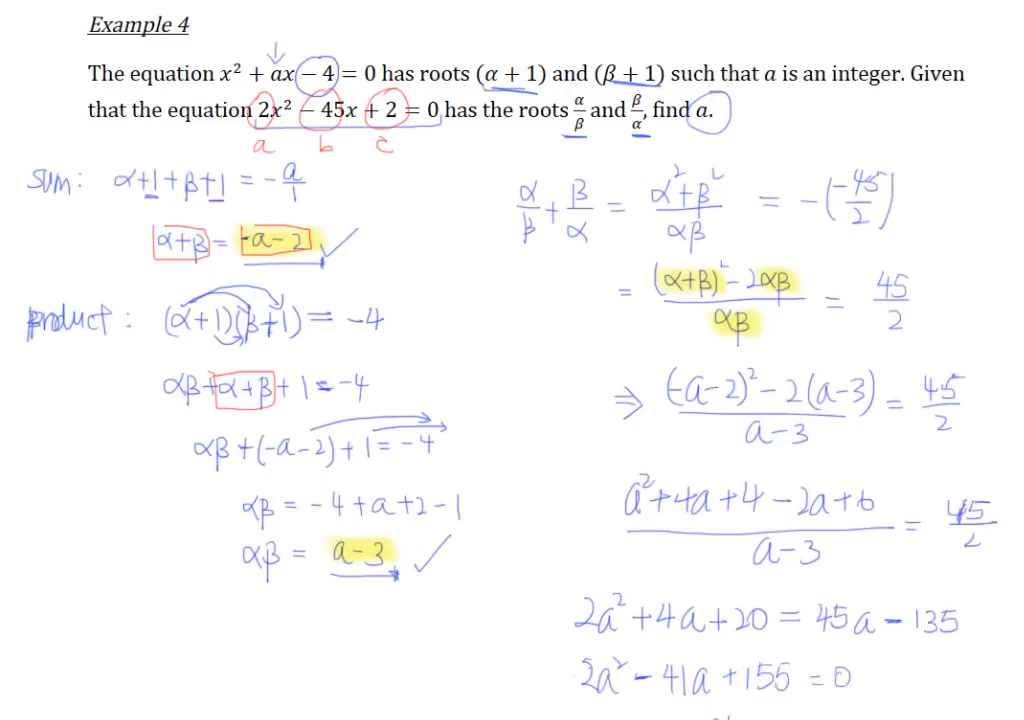 Example 4
The equation x² + ax − 4 = 0 has roots (α + 1) and (β + 1) such that a is an integer. Given
that the equation 2x² − 45x + 2 = 0 has the roots α/β and β/α, find a.
a b c
sum: α+1+β+1 = -a/1
α+β = -a-2
product: (α+1)(β+1) = -4
αβ+α+β+1=-4
αβ+(-a-2)+1=-4
αβ = -4+a+2-1
αβ = a-3
α/β + β/α = (α²+β²)/αβ = -(-45/2)
= ((α+β)²-2αβ)/αβ = 45/2
⇒ ((-a-2)²-2(a-3))/(a-3) = 45/2
(a²+4a+4-2a+6)/(a-3) = 45/2
2a²+4a+20 = 45a-135
2a²-41a+155=0